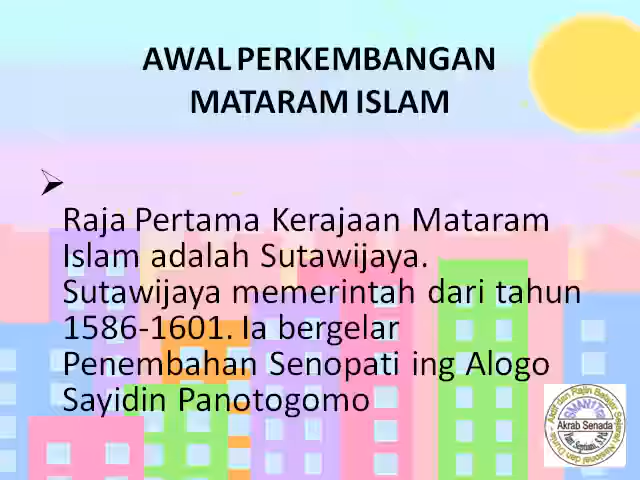 AWAL PERKEMBANGAN
MATARAM ISLAM
Raja Pertama Kerajaan Mataram
Islam adalah Sutawijaya.
Sutawijaya memerintah dari tahun
1586-1601. Ia bergelar
Penembahan Senopati ing Alogo
Sayidin Panotogomo
Akrab Senada